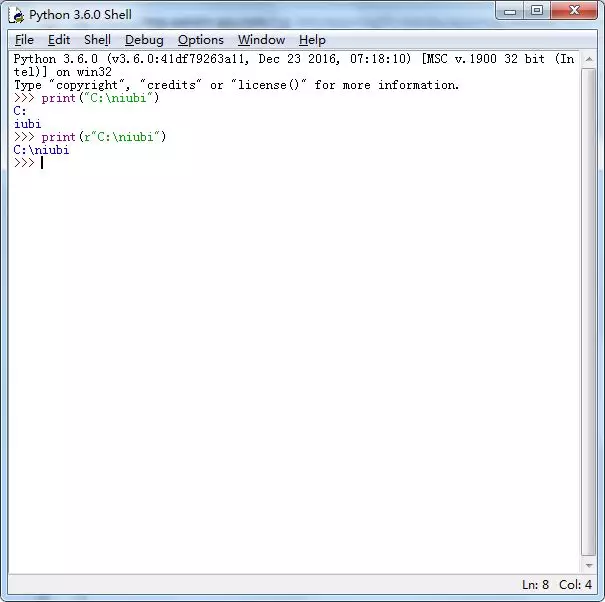 Python 3.6.0 Shell
File Edit Shell Debug Options Window Help
Python 3.6.0 (v3.6.0:41df79263a11, Dec 23 2016, 07:18:10) [MSC v.1900 32 bit (In
tel)] on win32
Type "copyright", "credits" or "license()" for more information.
>>> print("C:\niubi")
C:
iubi
>>> print(r"C:\niubi")
C:\niubi
>>>
Ln: 8 Col: 4